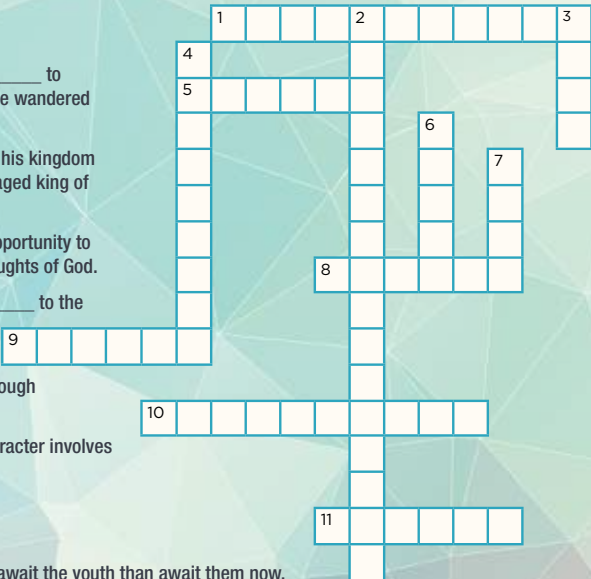 1 2 3
4
_____ to
5
e wandered
6
his kingdom
7
aged king of
pportunity to
ughts of God.
8
____ to the
9
ough
10
racter involves
11
await the youth than await them now.